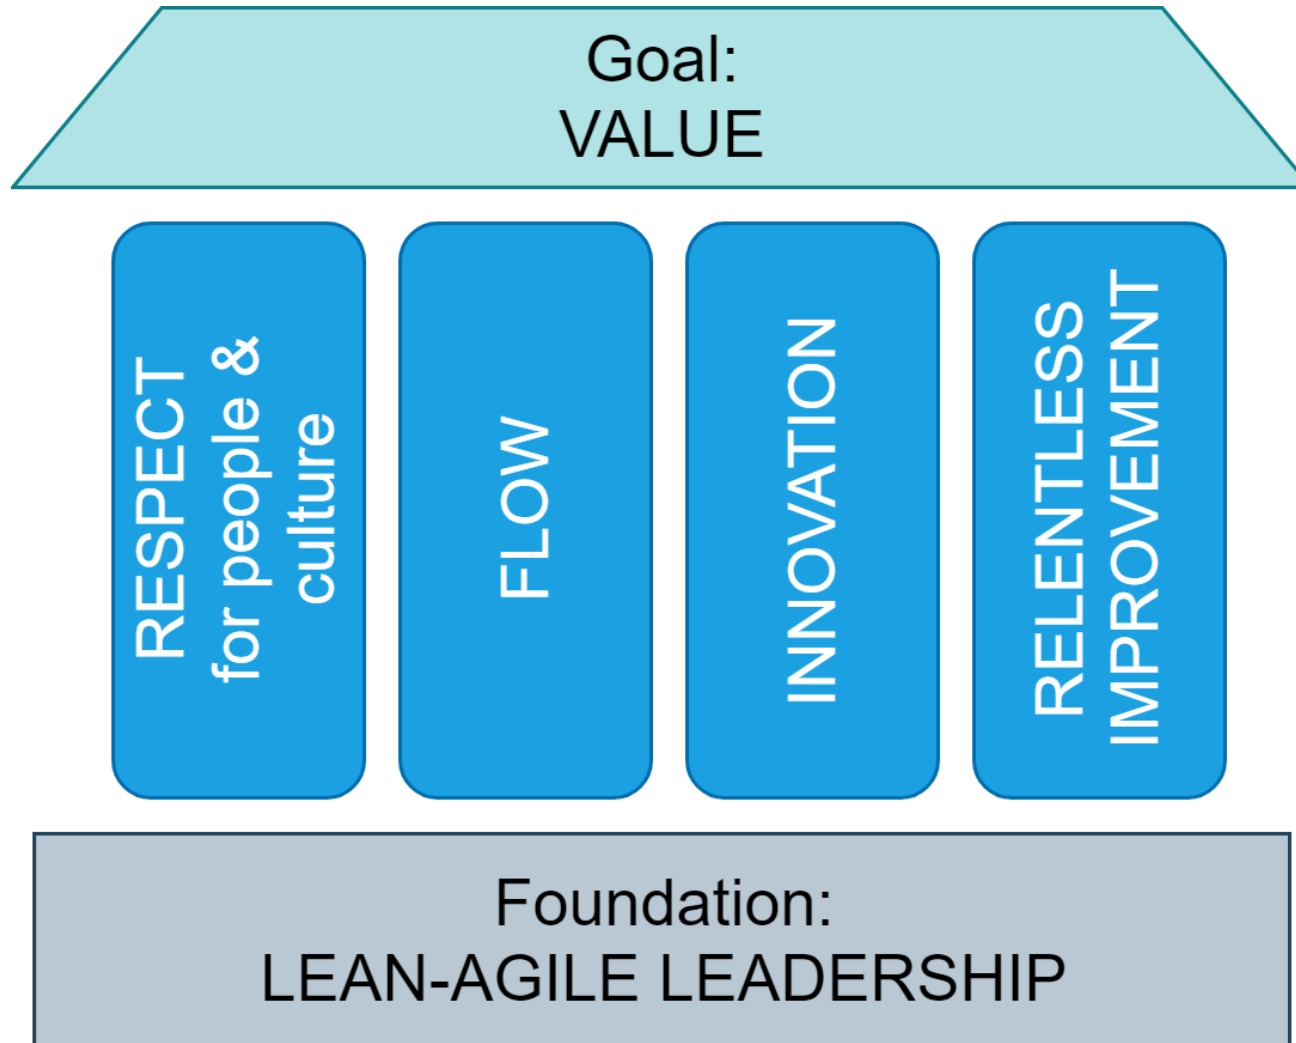 Goal:
VALUE
RESPECT
for people &
culture
FLOW
INNOVATION
RELENTLESS
IMPROVEMENT
Foundation:
LEAN-AGILE LEADERSHIP